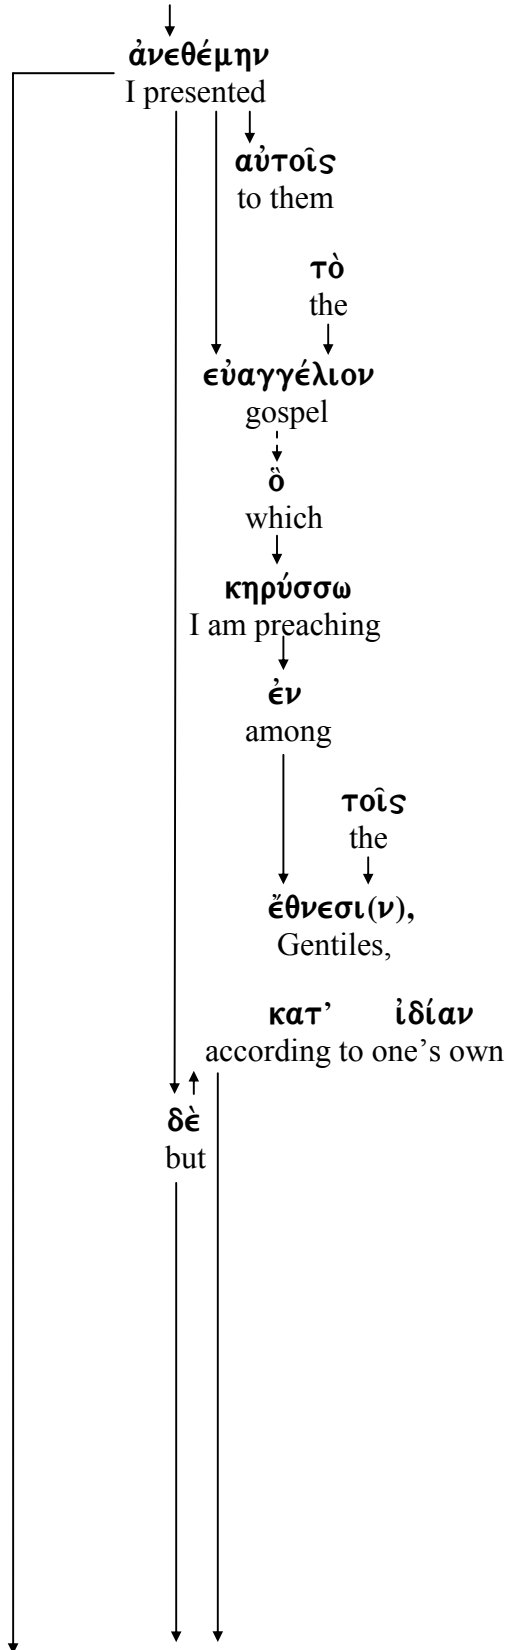 ἀνεθέμην
I presented
αὐτοῖς
to them
τὸ
the
εὐαγγέλιον
gospel
ὃ
which
κηρύσσω
I am preaching
ἐν
among
τοῖς
the
ἔθνεσι(ν),
Gentiles,
κατ’ ἰδίαν
according to one’s own
δὲ
but